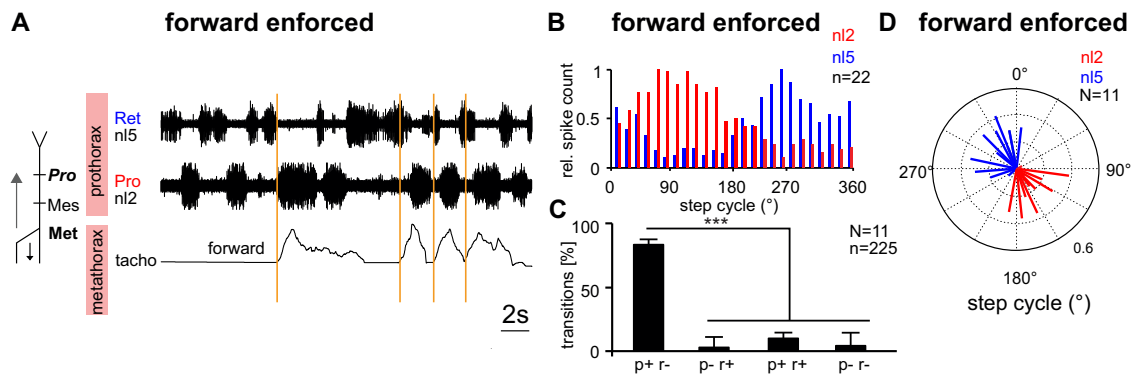 A
forward enforced
prothorax
metathorax
Ret
nl5
Pro
nl2
Pro
Mes
Met
tacho
forward
2s
B
forward enforced
nl2
nl5
n=22
rel. spike count
1
0.5
0
0 90 180 270 360
step cycle (°)
C
transitions [%]
100
50
0
***
N=11
n=225
p+ r- p- r+ p+ r+ p- r-
D
forward enforced
nl2
nl5
N=11
0°
270°
90°
0.6
180°
step cycle (°)